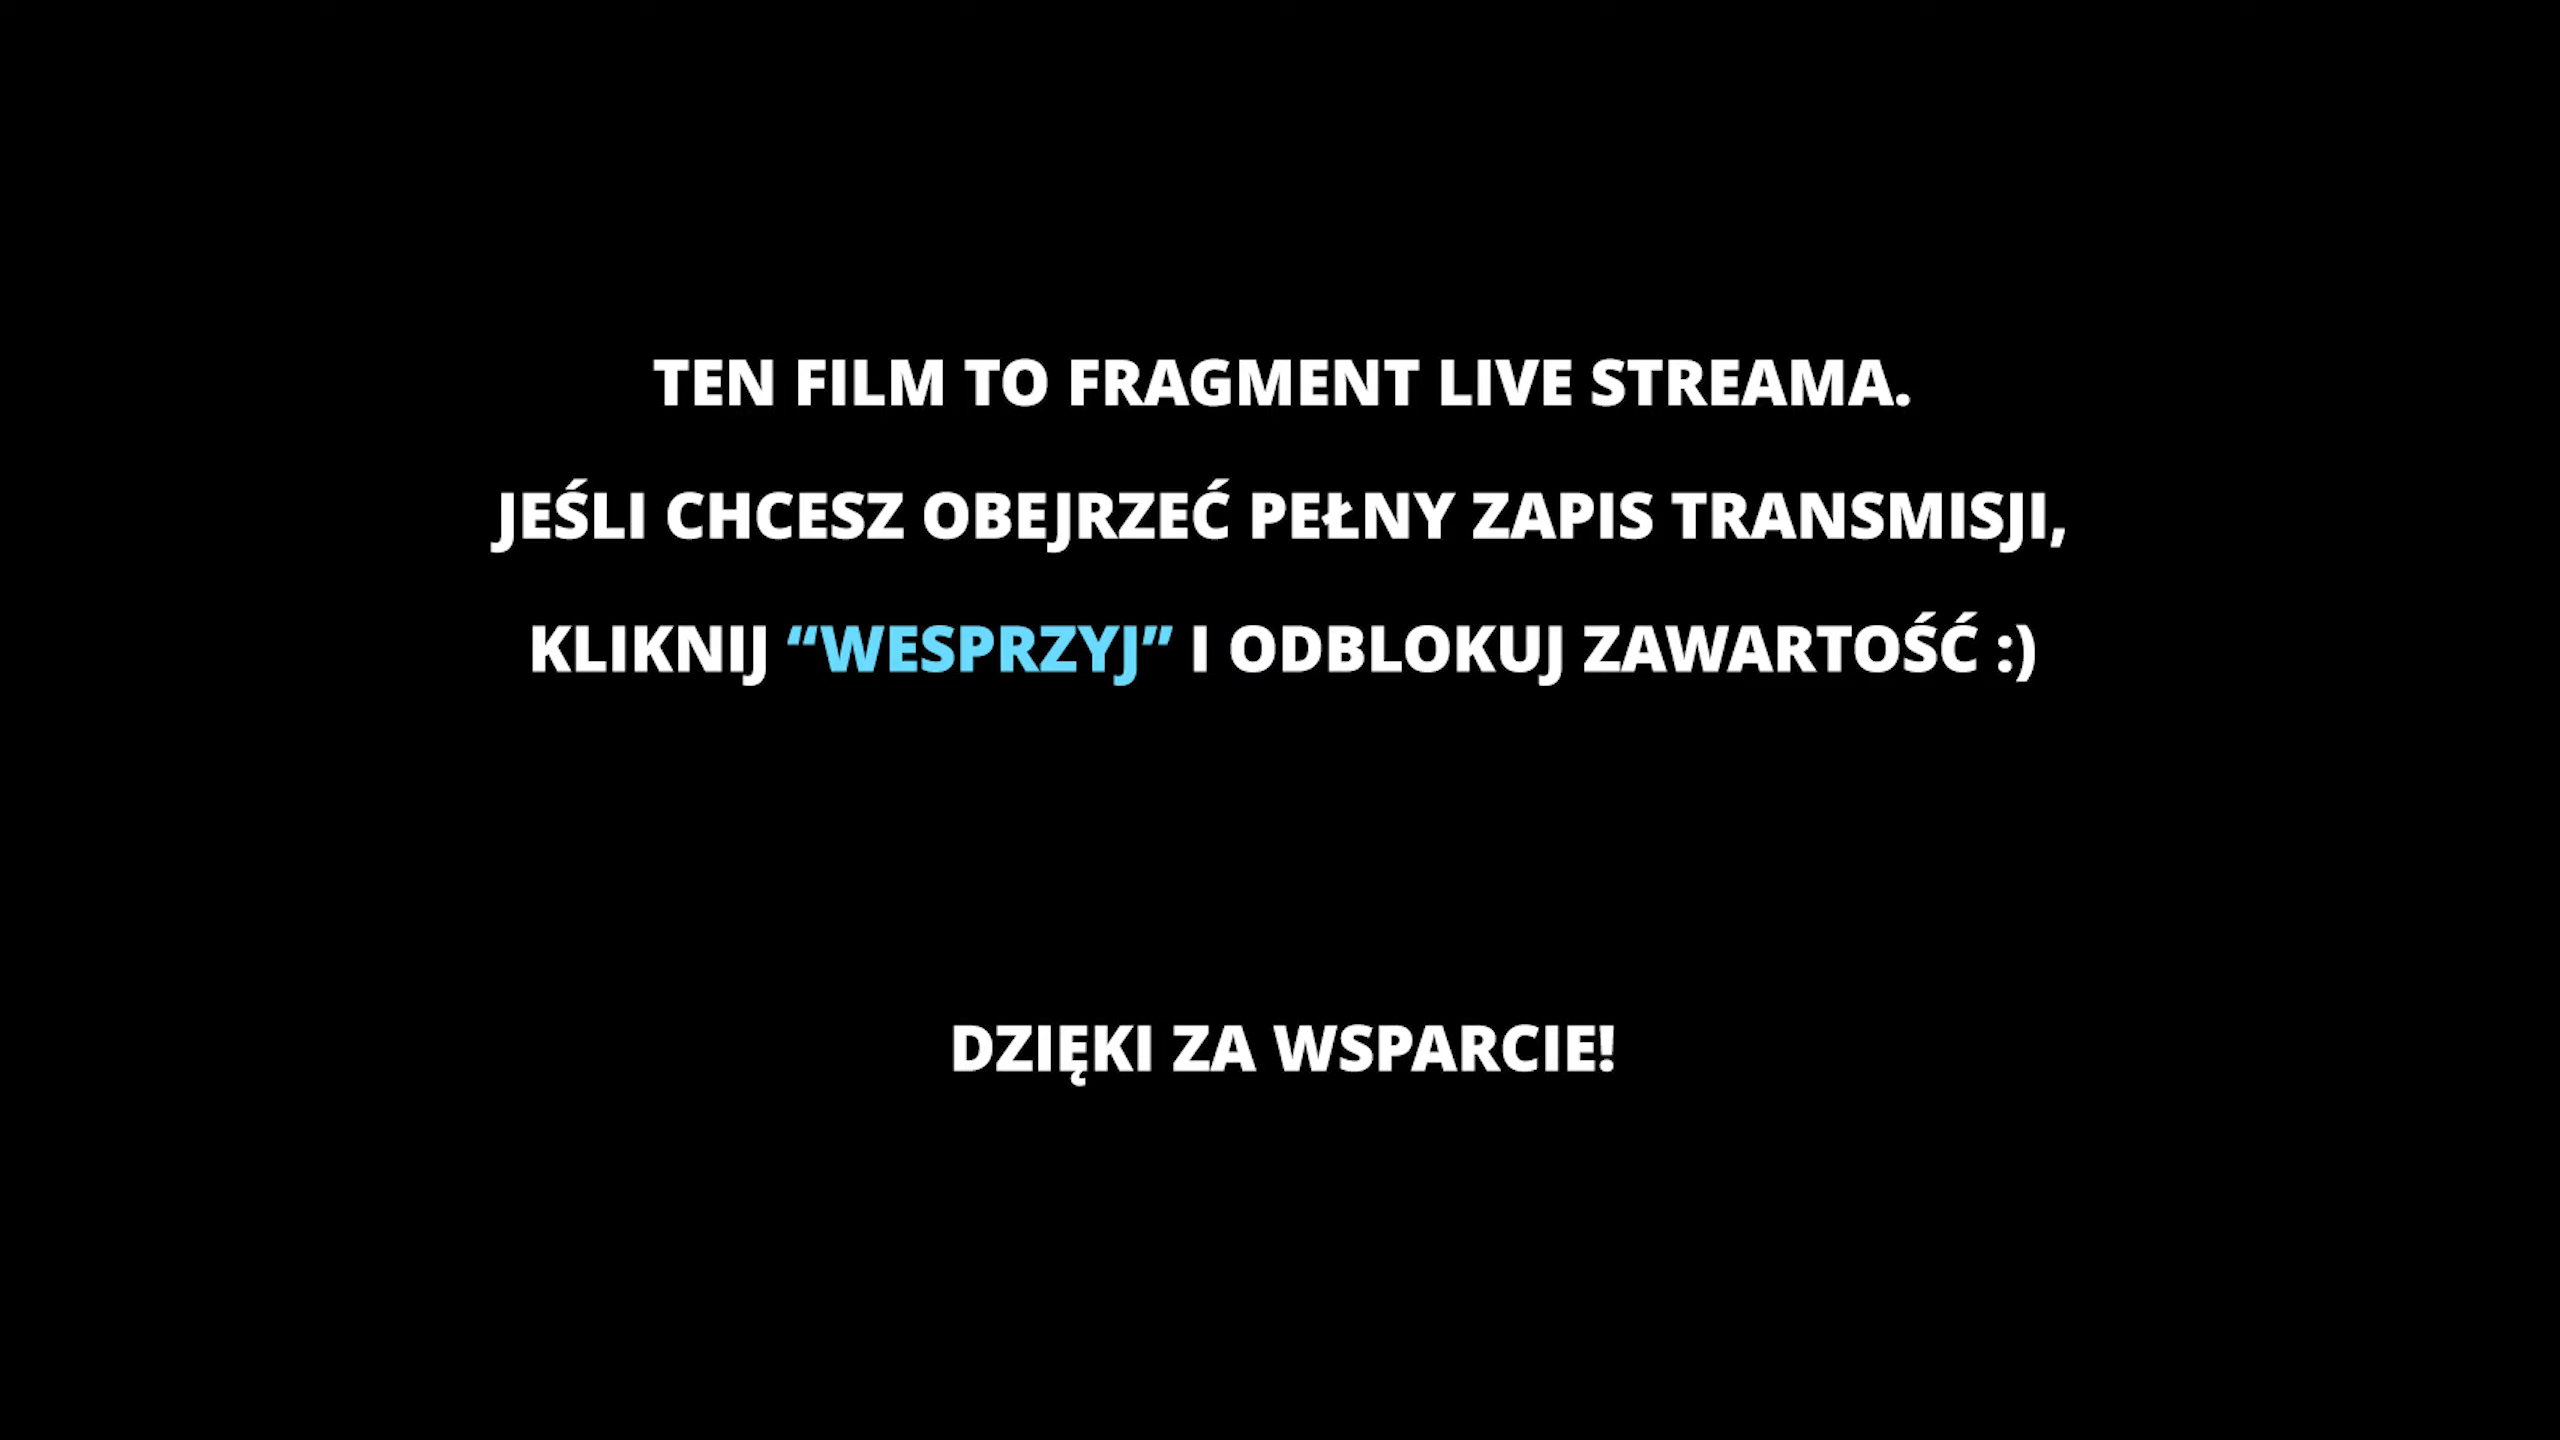 TEN FILM TO FRAGMENT LIVE STREAMA.
JEŚLI CHCESZ OBEJRZEĆ PEŁNY ZAPIS TRANSMISJI,
KLIKNIJ “WESPRZYJ” I ODBLOKUJ ZAWARTOŚĆ :)
DZIĘKI ZA WSPARCIE!